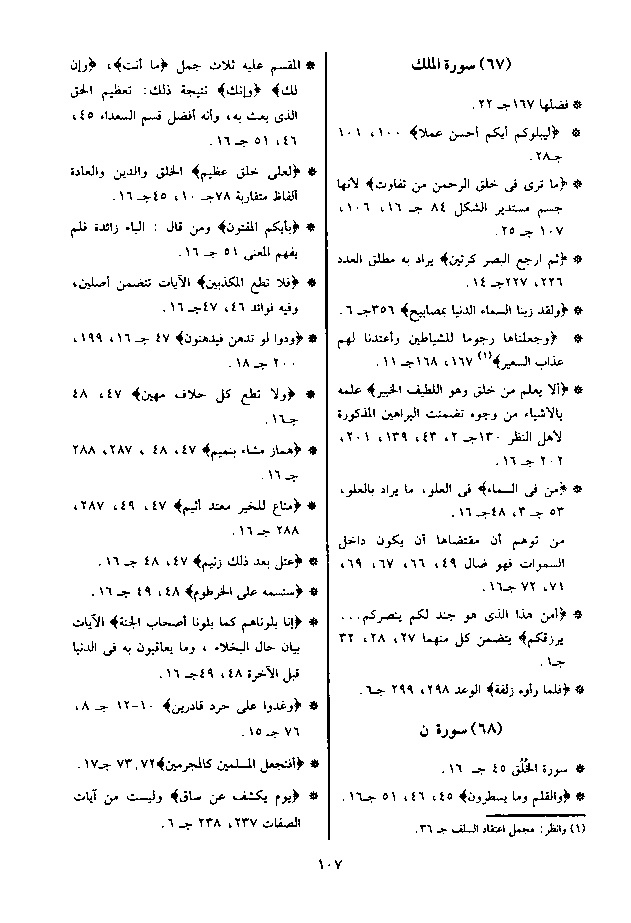 (٦٧) سورة الملك
* فضلها ١٦٧جـ ٢٢.
* ﴿ليبلوكم أيكم أحسن عملا﴾ ١٠٠، ١٠١
جـ٢٨.
* ﴿ما ترى فى خلق الرحمن من تفاوت﴾ لأنها
جسم مستدير الشكل ٨٤ جـ ١٦، ١٠٦،
١٠٧ جـ ٢٥.
* ﴿ثم ارجع البصر كرتين﴾ يراد به مطلق العدد
٢٢٦، ٢٢٧جـ ١٤.
* ﴿ولقد زينا السماء الدنيا بمصابيح﴾ ٣٥٦جـ ٦.
* ﴿وجعلناها رجوما للشياطين وأعتدنا لهم
عذاب السعير﴾(١) ١٦٧، ١٦٨جـ ١١.
* ﴿ألا يعلم من خلق وهو اللطيف الخبير﴾ علمه
بالأشياء من وجوه تضمنت البراهين المذكورة
لأهل النظر ١٣٠جـ ٢، ٤٣، ١٣٩، ٢٠١،
٢٠٢ جـ ١٦.
* ﴿من فى السماء﴾ فى العلو، ما يراد بالعلو،
٥٣ جـ ٣، ٤٨جـ ١٦.
من توهم أن مقتضاها أن يكون داخل
السموات فهو ضال ٤٩، ٦٦، ٦٧، ٦٩،
٧١، ٧٢ جـ١٦.
* ﴿أمن هذا الذى هو جند لكم ينصركم...
يرزقكم﴾ يتضمن كل منهما ٢٧، ٢٨، ٣٢
جـ١.
* ﴿فلما رأوه زلفة﴾ الوعد ٢٩٨، ٢٩٩ جـ٦.
(٦٨) سورة ن
* سورة الخُلُق ٤٥ جـ ١٦.
* ﴿والقلم وما يسطرون﴾ ٤٥، ٤٦، ٥١ جـ١٦.
(١) وانظر: مجمل اعتقاد السلف جـ ٣٦.
* المقسم عليه ثلاث جمل ﴿ما أنت﴾، ﴿وإن
لك﴾ ﴿وإنك﴾ نتيجة ذلك: تعظيم الحق
الذى بعث به، وأنه أفضل قسم السعداء ٤٥،
٤٦، ٥١ جـ ١٦.
* ﴿لعلى خلق عظيم﴾ الخلق والدين والعادة
ألفاظ متقاربة ٧٨جـ ١٠، ٤٥جـ ١٦.
* ﴿بأيكم المفتون﴾ ومن قال : الباء زائدة فلم
يفهم المعنى ٥١ جـ ١٦.
* ﴿فلا تطع المكذبين﴾ الآيات تتضمن أصلين،
وفيه فوائد ٤٦، ٤٧جـ ١٦.
* ﴿ودوا لو تدهن فيدهنون﴾ ٤٧ جـ ١٦، ١٩٩،
٢٠٠ جـ ١٨.
* ﴿ولا تطع كل حلاف مهين﴾ ٤٧، ٤٨
جـ١٦.
* ﴿هماز مشاء بنميم﴾ ٤٧، ٤٨ ، ٢٨٧، ٢٨٨
جـ ١٦.
* ﴿مناع للخير معتد أثيم﴾ ٤٧، ٤٩، ٢٨٧،
٢٨٨ جـ ١٦.
* ﴿عتل بعد ذلك زنيم﴾ ٤٧، ٤٨ جـ ١٦.
* ﴿سنسمه على الخرطوم﴾ ٤٨، ٤٩ جـ ١٦.
* ﴿إنا بلوناهم كما بلونا أصحاب الجنة﴾ الآيات
بيان حال البخلاء ، وما يعاقبون به فى الدنيا
قبل الآخرة ٤٨، ٤٩جـ ١٦.
* ﴿وغدوا على حرد قادرين﴾ ١٠-١٢ جـ ٨،
٧٦ جـ ١٥.
* ﴿أفنجعل المسلمين كالمجرمين﴾٧٢, ٧٣ جـ١٧.
* ﴿يوم يكشف عن ساق﴾ وليست من آيات
الصفات ٢٣٧، ٢٣٨ جـ ٦.
١٠٧